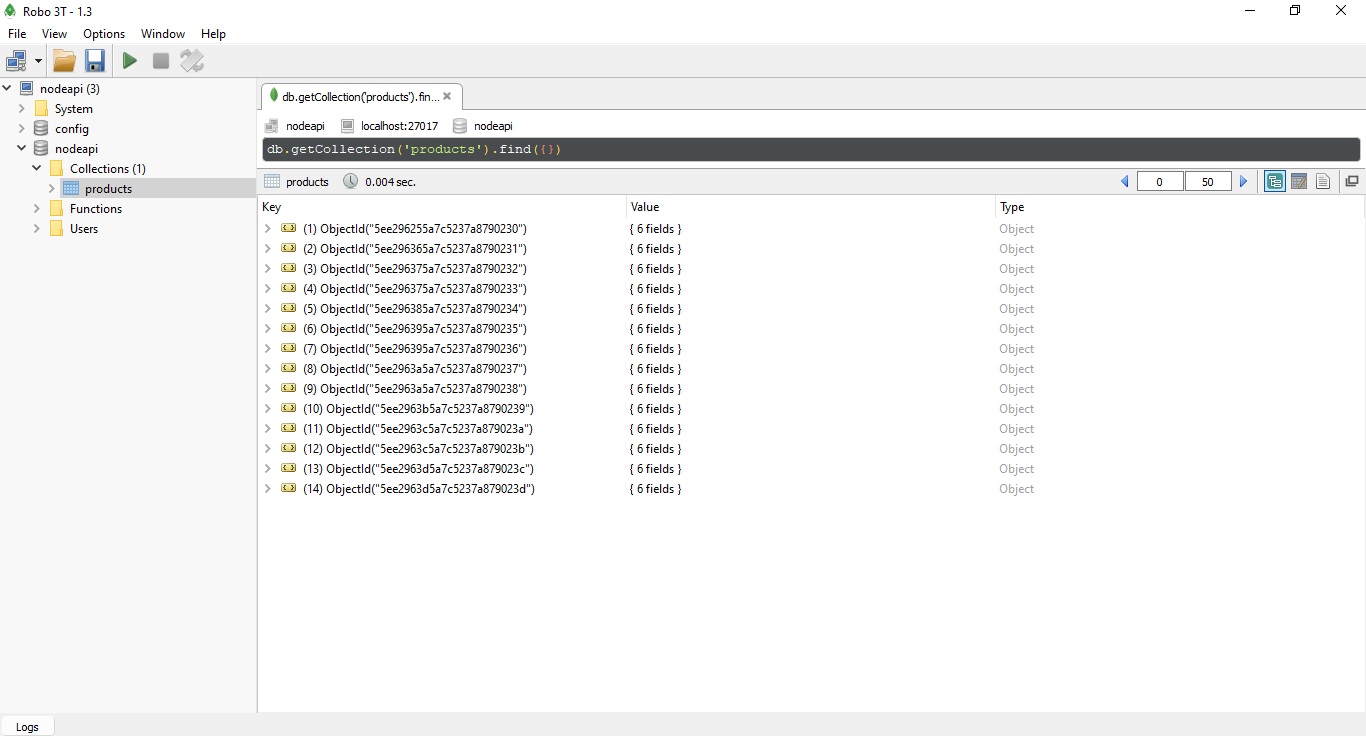 Robo 3T - 1.3
File View Options Window Help
nodeapi (3)
System
config
nodeapi
Collections (1)
products
Functions
Users
db.getCollection('products').fin...
nodeapi localhost:27017 nodeapi
db.getCollection('products').find({})
products 0.004 sec. 0 50
Key Value Type
(1) ObjectId("5ee296255a7c5237a8790230") { 6 fields } Object
(2) ObjectId("5ee296365a7c5237a8790231") { 6 fields } Object
(3) ObjectId("5ee296375a7c5237a8790232") { 6 fields } Object
(4) ObjectId("5ee296375a7c5237a8790233") { 6 fields } Object
(5) ObjectId("5ee296385a7c5237a8790234") { 6 fields } Object
(6) ObjectId("5ee296395a7c5237a8790235") { 6 fields } Object
(7) ObjectId("5ee296395a7c5237a8790236") { 6 fields } Object
(8) ObjectId("5ee2963a5a7c5237a8790237") { 6 fields } Object
(9) ObjectId("5ee2963a5a7c5237a8790238") { 6 fields } Object
(10) ObjectId("5ee2963b5a7c5237a8790239") { 6 fields } Object
(11) ObjectId("5ee2963c5a7c5237a879023a") { 6 fields } Object
(12) ObjectId("5ee2963c5a7c5237a879023b") { 6 fields } Object
(13) ObjectId("5ee2963d5a7c5237a879023c") { 6 fields } Object
(14) ObjectId("5ee2963d5a7c5237a879023d") { 6 fields } Object
Logs